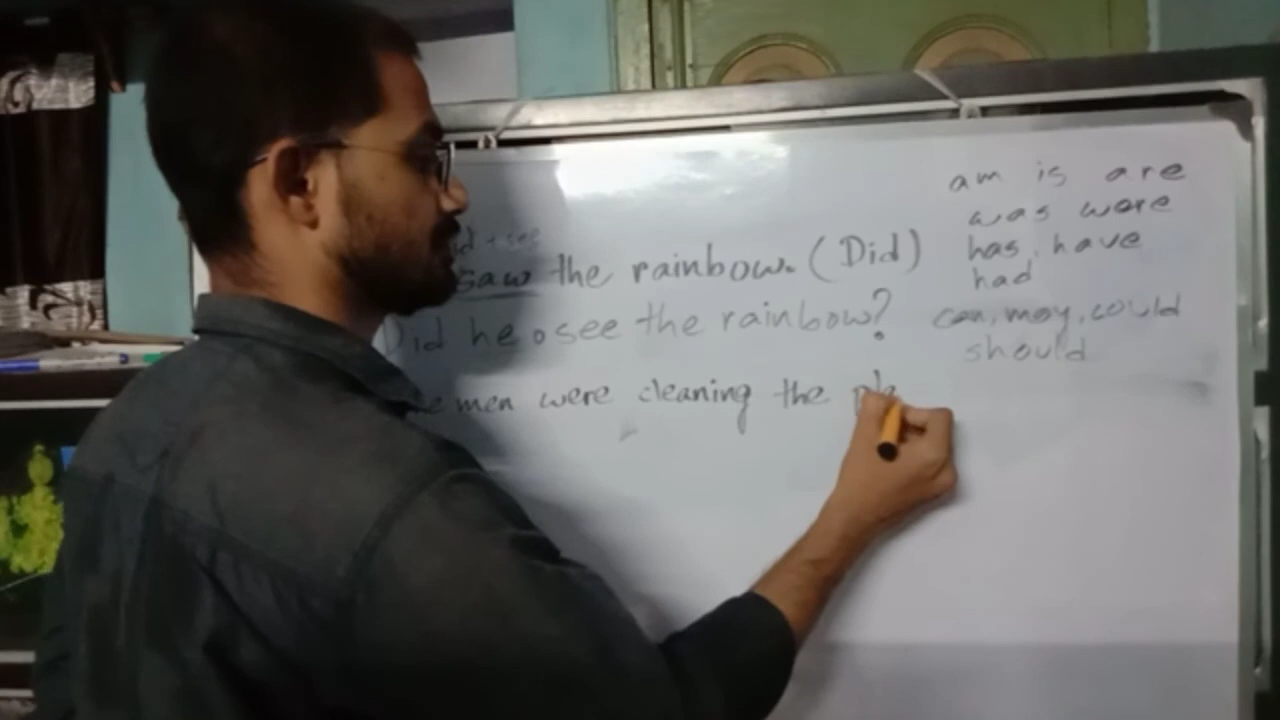 am is are
was were
has, have
had
can, may, could
should
d + see
saw the rainbow. (Did)
Did he see the rainbow?
men were cleaning the